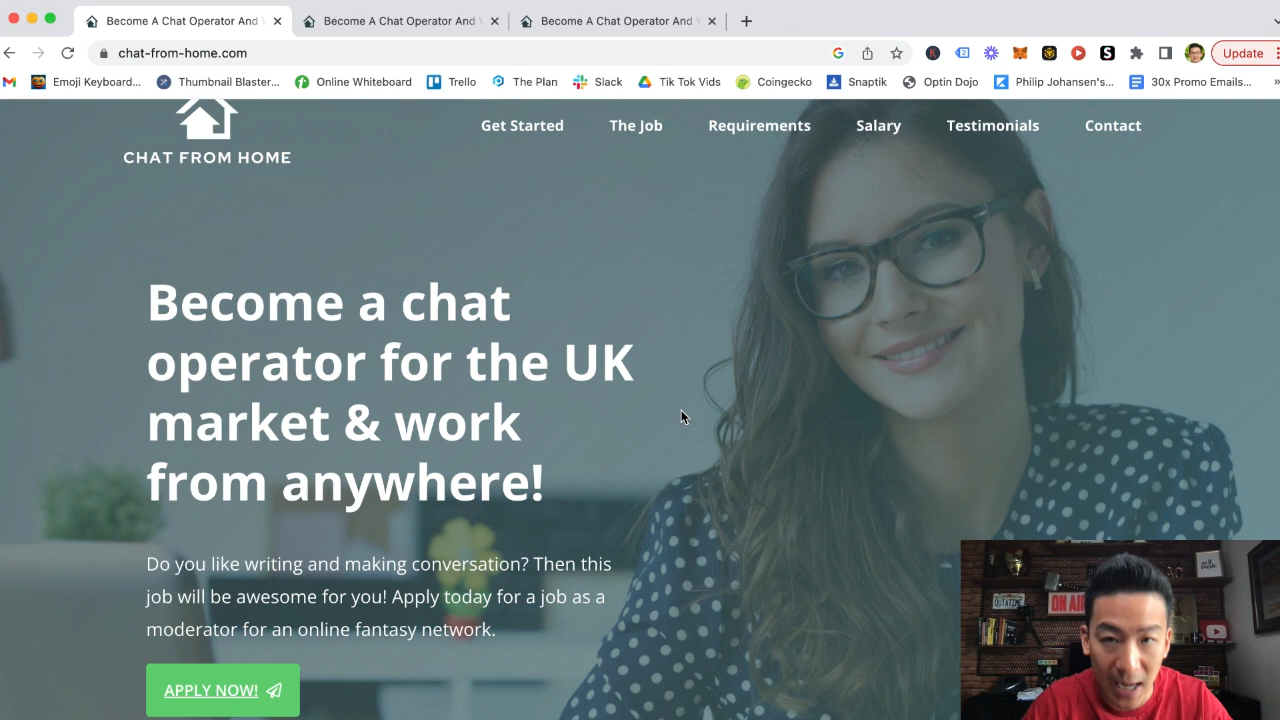 Become A Chat Operator And
Become A Chat Operator And
Become A Chat Operator And
chat-from-home.com
Update
Emoji Keyboard...
Thumbnail Blaster...
Online Whiteboard
Trello
The Plan
Slack
Tik Tok Vids
Coingecko
Snaptik
Optin Dojo
Philip Johansen's...
30x Promo Emails...
CHAT FROM HOME
Get Started
The Job
Requirements
Salary
Testimonials
Contact
Become a chat
operator for the UK
market & work
from anywhere!
Do you like writing and making conversation? Then this
job will be awesome for you! Apply today for a job as a
moderator for an online fantasy network.
APPLY NOW!
ON AIR